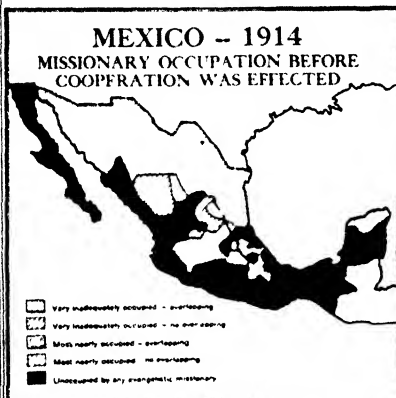 MEXICO -- 1914
MISSIONARY OCCUPATION BEFORE
COOPERATION WAS EFFECTED
Very inadequately occupied - overlapping
Very inadequately occupied - no overlapping
Most nearly occupied - overlapping
Most nearly occupied - no overlapping
Unoccupied by any evangelistic missionary